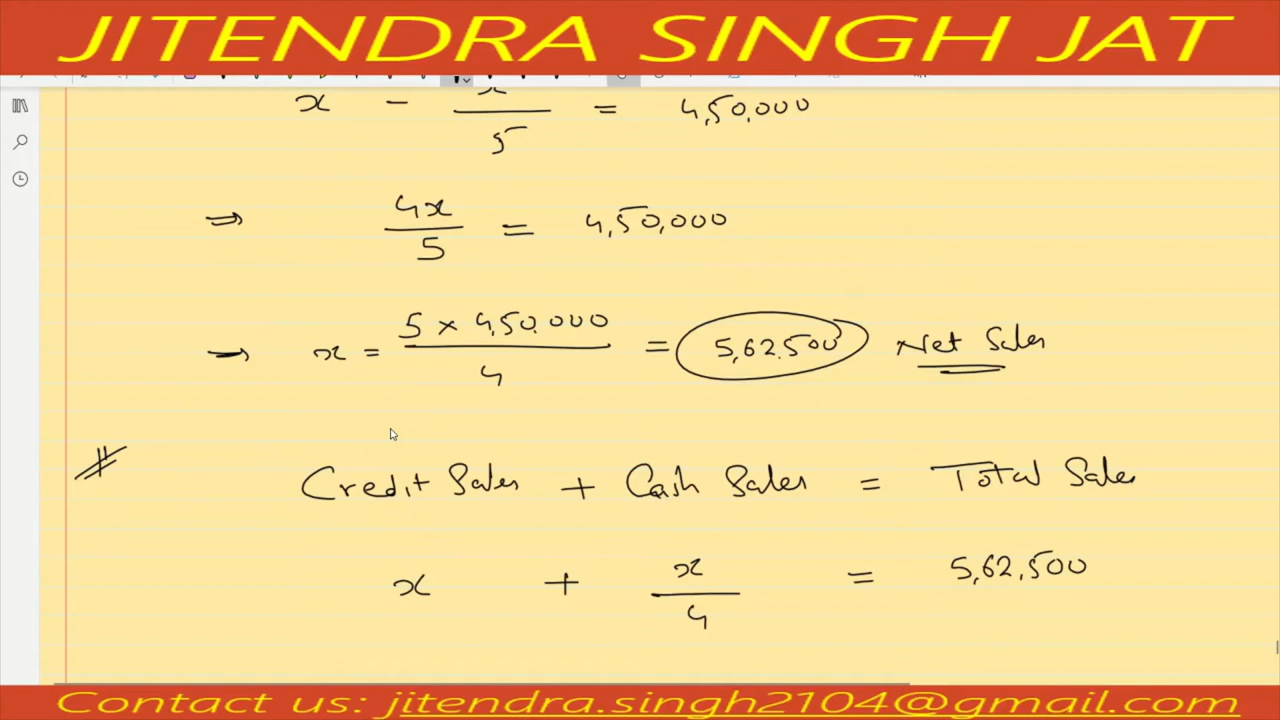 JITENDRA SINGH JAT
x - x/5 = 4,50,000
⇒ 4x/5 = 4,50,000
→ x = 5 × 4,50,000/4 = 5,62,500 Net Sales
# Credit Sales + Cash Sales = Total Sales
x + x/4 = 5,62,500
Contact us: jitendra.singh2104@gmail.com